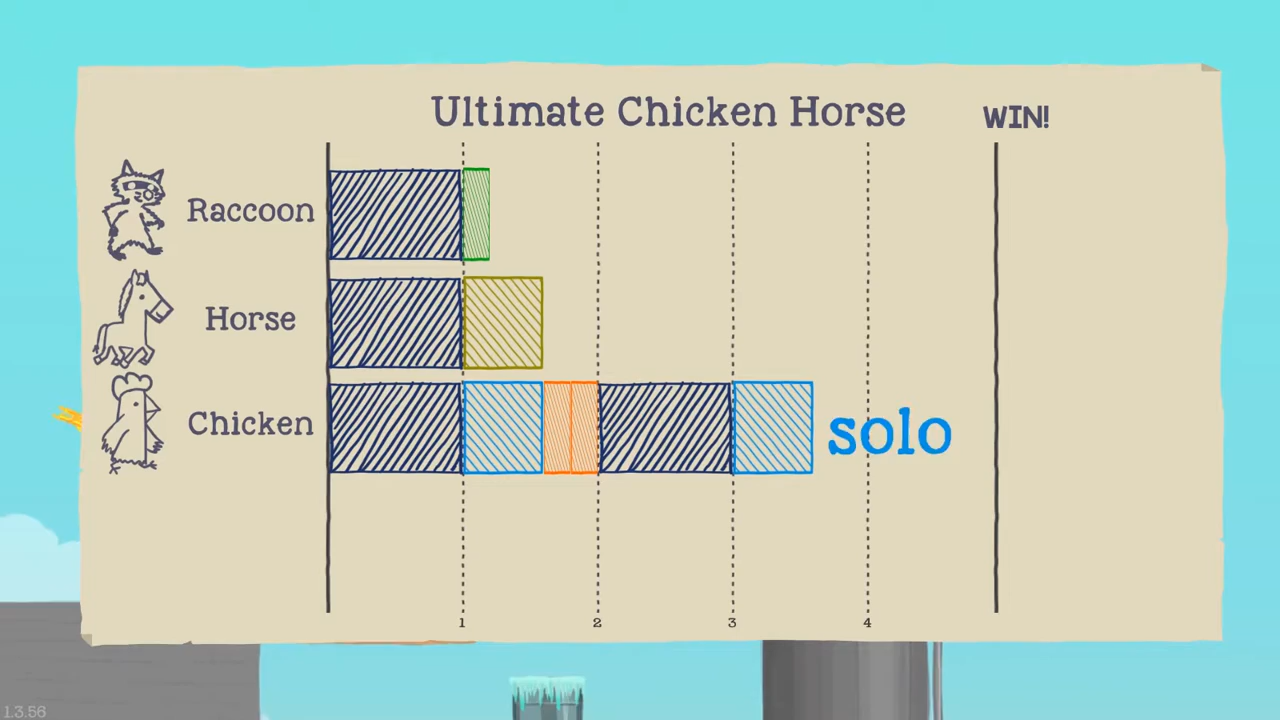 Ultimate Chicken Horse
WIN!
Raccoon
Horse
Chicken
solo
1 2 3 4
1.3.56